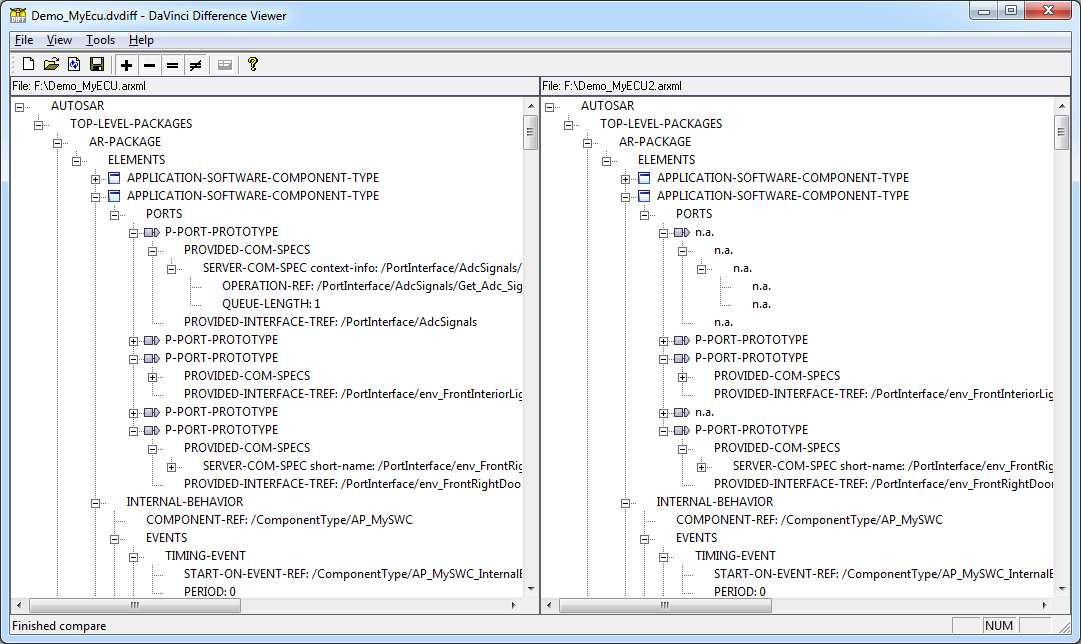 Demo_MyEcu.dvdiff - DaVinci Difference Viewer
File View Tools Help
File: F:\Demo_MyECU.arxml
AUTOSAR
TOP-LEVEL-PACKAGES
AR-PACKAGE
ELEMENTS
APPLICATION-SOFTWARE-COMPONENT-TYPE
APPLICATION-SOFTWARE-COMPONENT-TYPE
PORTS
P-PORT-PROTOTYPE
PROVIDED-COM-SPECS
SERVER-COM-SPEC context-info: /PortInterface/AdcSignals/
OPERATION-REF: /PortInterface/AdcSignals/Get_Adc_Sig
QUEUE-LENGTH: 1
PROVIDED-INTERFACE-TREF: /PortInterface/AdcSignals
P-PORT-PROTOTYPE
P-PORT-PROTOTYPE
PROVIDED-COM-SPECS
PROVIDED-INTERFACE-TREF: /PortInterface/env_FrontInteriorLig
P-PORT-PROTOTYPE
P-PORT-PROTOTYPE
PROVIDED-COM-SPECS
SERVER-COM-SPEC short-name: /PortInterface/env_FrontRig
PROVIDED-INTERFACE-TREF: /PortInterface/env_FrontRightDoo
INTERNAL-BEHAVIOR
COMPONENT-REF: /ComponentType/AP_MySWC
EVENTS
TIMING-EVENT
START-ON-EVENT-REF: /ComponentType/AP_MySWC_InternalB
PERIOD: 0
File: F:\Demo_MyECU2.arxml
AUTOSAR
TOP-LEVEL-PACKAGES
AR-PACKAGE
ELEMENTS
APPLICATION-SOFTWARE-COMPONENT-TYPE
APPLICATION-SOFTWARE-COMPONENT-TYPE
PORTS
n.a.
n.a.
n.a.
n.a.
n.a.
n.a.
P-PORT-PROTOTYPE
P-PORT-PROTOTYPE
PROVIDED-COM-SPECS
PROVIDED-INTERFACE-TREF: /PortInterface/env_FrontInteriorLig
n.a.
P-PORT-PROTOTYPE
PROVIDED-COM-SPECS
SERVER-COM-SPEC short-name: /PortInterface/env_FrontRig
PROVIDED-INTERFACE-TREF: /PortInterface/env_FrontRightDoor
INTERNAL-BEHAVIOR
COMPONENT-REF: /ComponentType/AP_MySWC
EVENTS
TIMING-EVENT
START-ON-EVENT-REF: /ComponentType/AP_MySWC_InternalB
PERIOD: 0
Finished compare
NUM